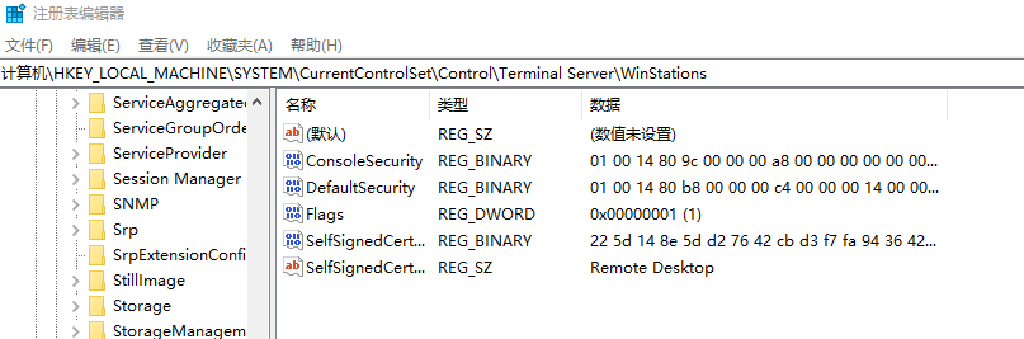 注册表编辑器
文件(F) 编辑(E) 查看(V) 收藏夹(A) 帮助(H)
计算机\HKEY_LOCAL_MACHINE\SYSTEM\CurrentControlSet\Control\Terminal Server\WinStations
ServiceAggregate
ServiceGroupOrde
ServiceProvider
Session Manager
SNMP
Srp
SrpExtensionConfi
StillImage
Storage
StorageManagem
名称 类型 数据
ab (默认) REG_SZ (数值未设置)
ConsoleSecurity REG_BINARY 01 00 14 80 9c 00 00 00 a8 00 00 00 00 00 00...
DefaultSecurity REG_BINARY 01 00 14 80 b8 00 00 00 c4 00 00 00 14 00 00...
Flags REG_DWORD 0x00000001 (1)
SelfSignedCert... REG_BINARY 22 5d 14 8e 5d d2 76 42 cb d3 f7 fa 94 36 42...
ab SelfSignedCert... REG_SZ Remote Desktop